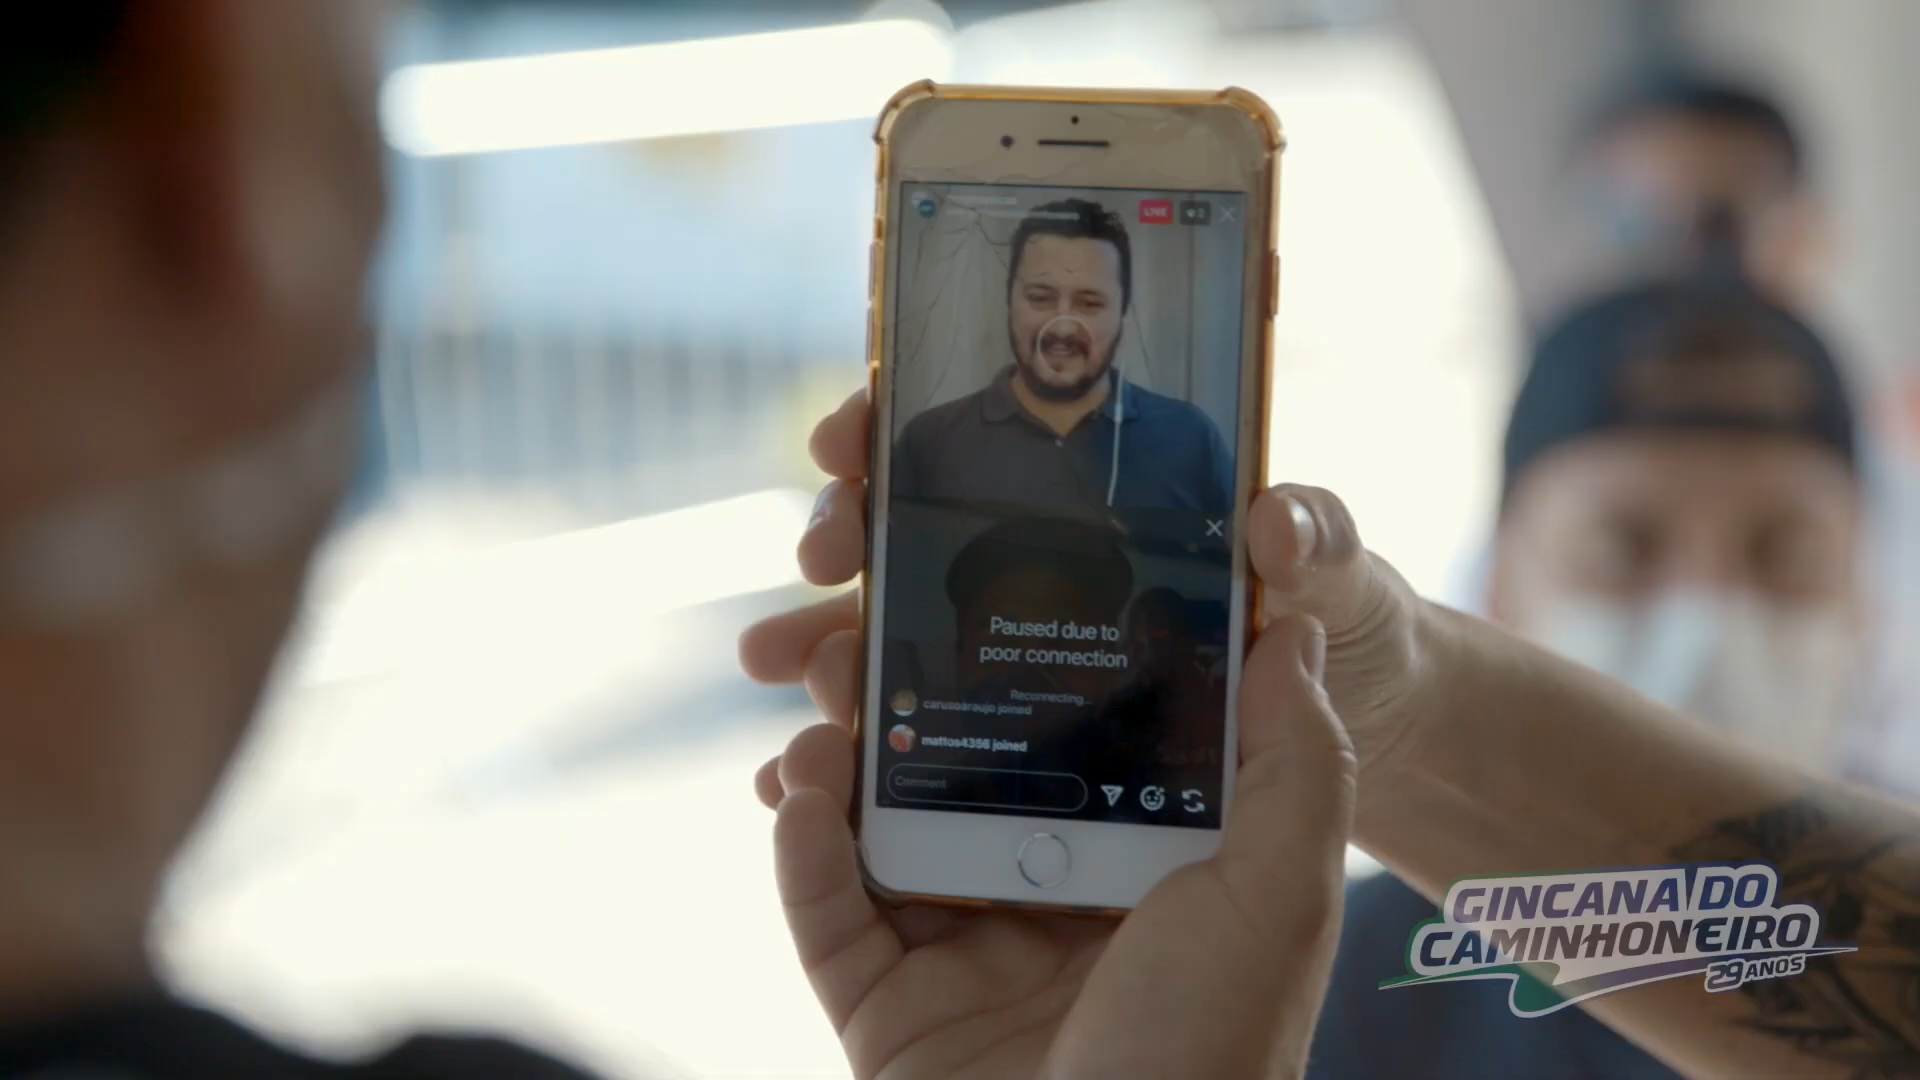 LIVE
Paused due to
poor connection
Reconnecting...
carusoaraujo joined
mattos4356 joined
Comment
GINCANA DO
CAMINHONEIRO
29 ANOS